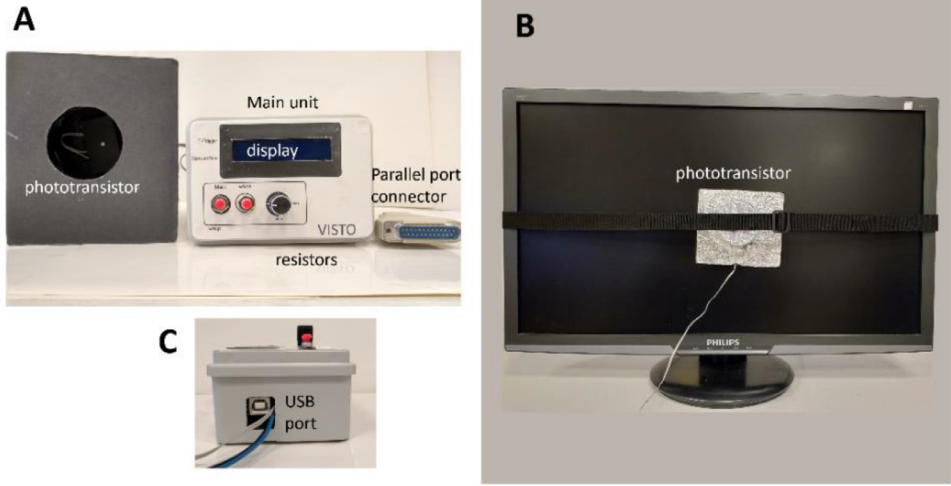 A
Main unit
display
phototransistor
Parallel port
connector
VISTO
resistors
B
phototransistor
PHILIPS
C
USB
port